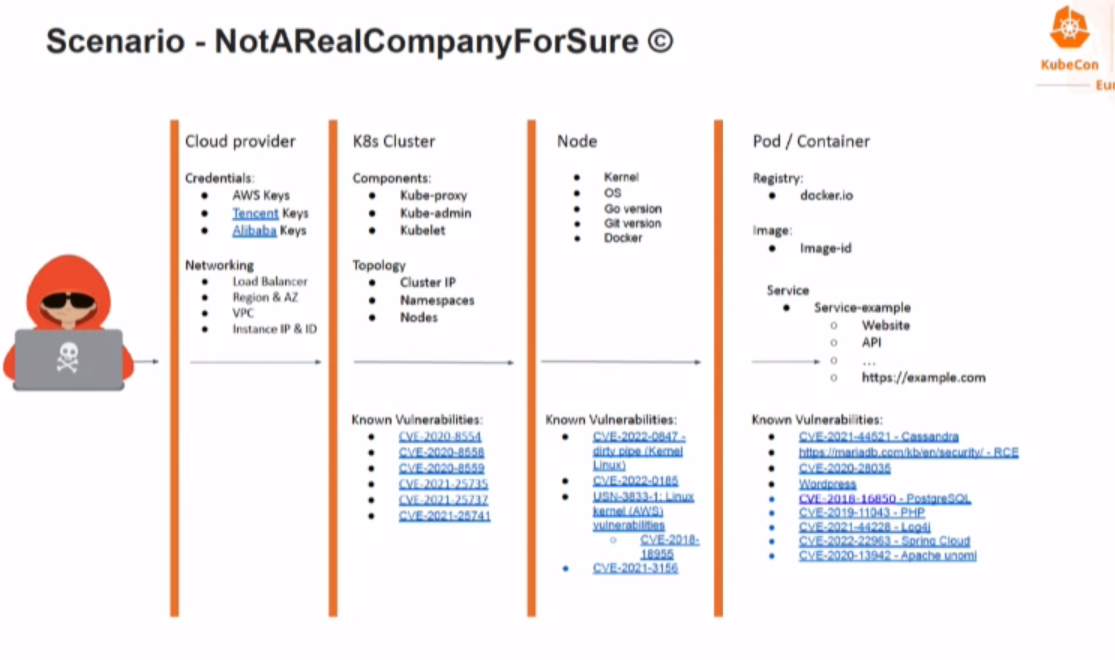 Scenario - NotARealCompanyForSure ©
KubeCon
Eur
Cloud provider
Credentials:
AWS Keys
Tencent Keys
Alibaba Keys
Networking
Load Balancer
Region & AZ
VPC
Instance IP & ID
K8s Cluster
Components:
Kube-proxy
Kube-admin
Kubelet
Topology
Cluster IP
Namespaces
Nodes
Known Vulnerabilities:
CVE-2020-8554
CVE-2020-8558
CVE-2020-8559
CVE-2021-25735
CVE-2021-25737
CVE-2021-25741
Node
Kernel
OS
Go version
Git version
Docker
Known Vulnerabilities:
CVE-2022-0847 -
dirty pipe (Kernel
Linux)
CVE-2022-0185
USN-3833-1: Linux
kernel (AWS)
vulnerabilities
CVE-2018-
18955
CVE-2021-3156
Pod / Container
Registry:
docker.io
Image:
Image-id
Service
Service-example
Website
API
...
https://example.com
Known Vulnerabilities:
CVE-2021-44521 - Cassandra
https://mariadb.com/kb/en/security/ - RCE
CVE-2020-28035
Wordpress
CVE-2018-16850 - PostgreSQL
CVE-2019-11043 - PHP
CVE-2021-44228 - Log4j
CVE-2022-22963 - Spring Cloud
CVE-2020-13942 - Apache unomi